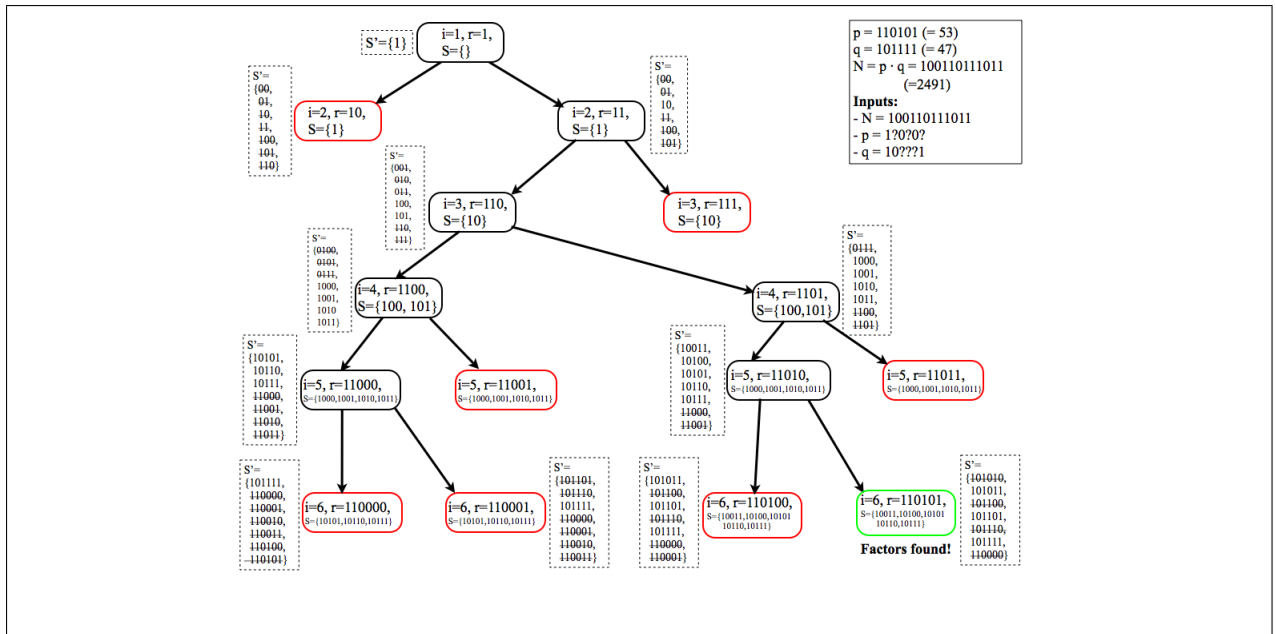 S'={1}
i=1, r=1,
S={}
p = 110101 (= 53)
q = 101111 (= 47)
N = p · q = 100110111011
(=2491)
Inputs:
- N = 100110111011
- p = 1?0?0?
- q = 10???1
S'=
{00,
01,
10,
11,
100,
101,
110}
i=2, r=10,
S={1}
i=2, r=11,
S={1}
S'=
{00,
01,
10,
11,
100,
101}
S'=
{001,
010,
011,
100,
101,
110,
111}
i=3, r=110,
S={10}
i=3, r=111,
S={10}
S'=
{0100,
0101,
0111,
1000,
1001,
1010
1011}
i=4, r=1100,
S={100, 101}
i=4, r=1101,
S={100,101}
S'=
{0111,
1000,
1001,
1010,
1011,
1100,
1101}
S'=
{10101,
10110,
10111,
11000,
11001,
11010,
11011}
i=5, r=11000,
S={1000,1001,1010,1011}
i=5, r=11001,
S={1000,1001,1010,1011}
S'=
{10011,
10100,
10101,
10110,
10111,
11000,
11001}
i=5, r=11010,
S={1000,1001,1010,1011}
i=5, r=11011,
S={1000,1001,1010,1011}
S'=
{101111,
110000,
110001,
110010,
110011,
110100,
110101}
i=6, r=110000,
S={10101,10110,10111}
i=6, r=110001,
S={10101,10110,10111}
S'=
{101101,
101110,
101111,
110000,
110001,
110010,
110011}
S'=
{101011,
101100,
101101,
101110,
101111,
110000,
110001}
i=6, r=110100,
S={10011,10100,10101
10110,10111}
i=6, r=110101,
S={10011,10100,10101
10110,10111}
Factors found!
S'=
{101010,
101011,
101100,
101101,
101110,
101111,
110000}